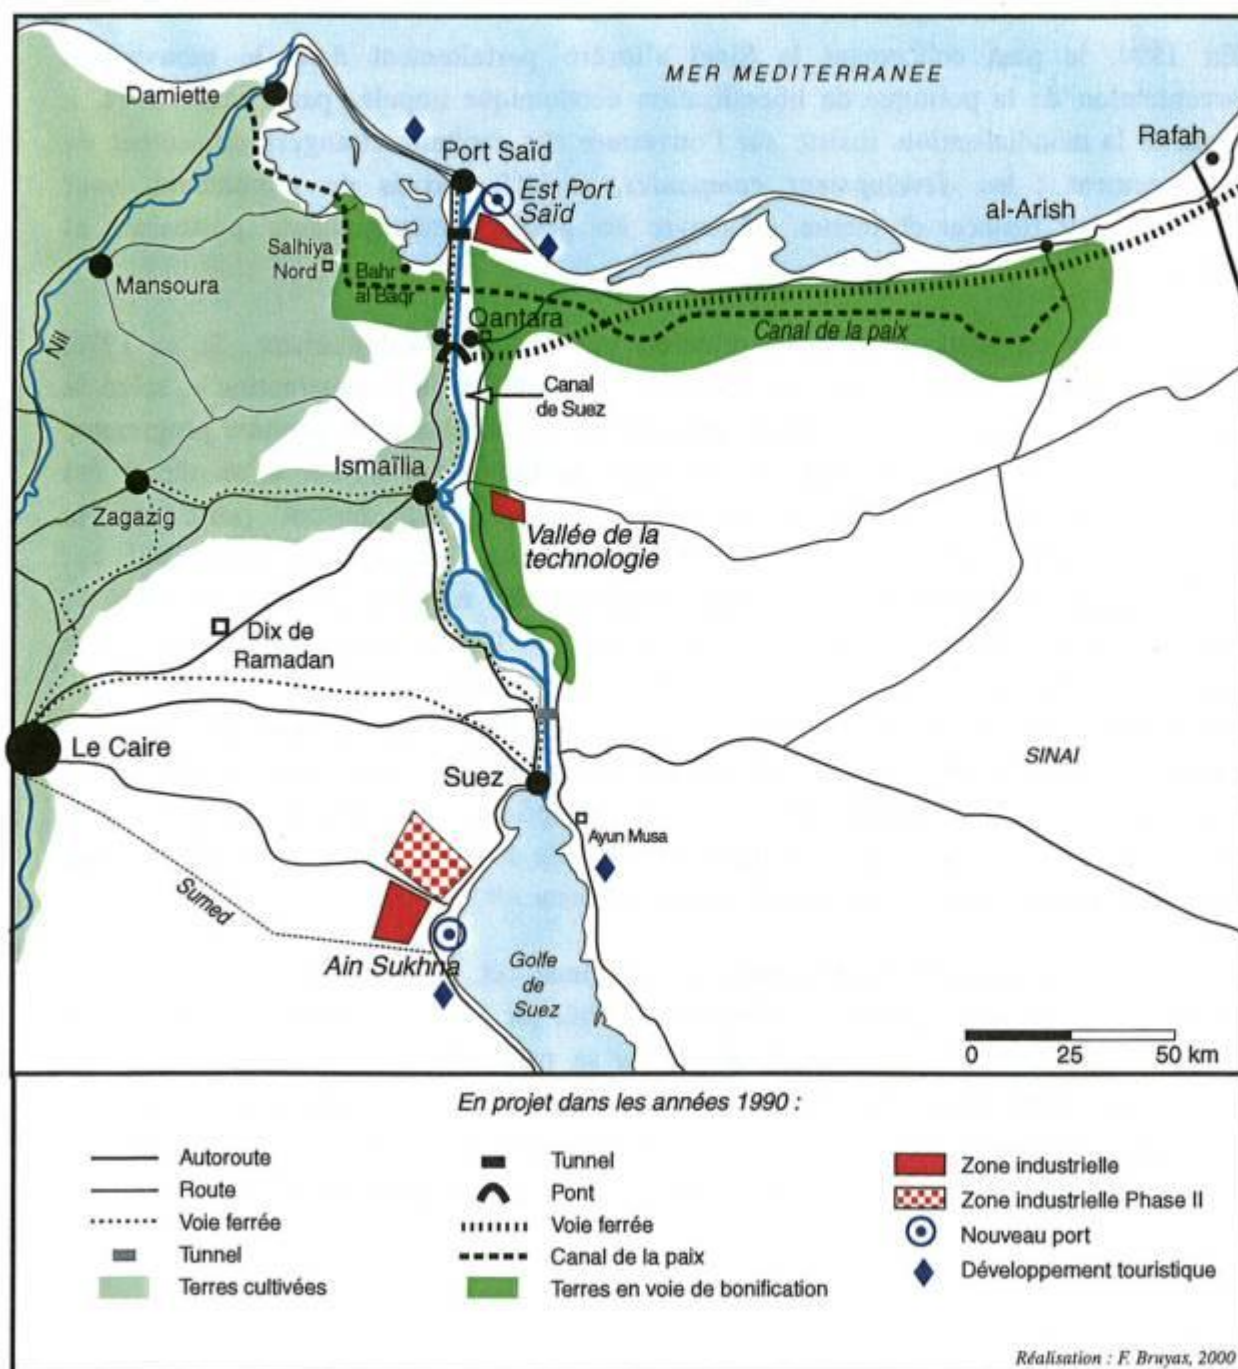 MER MEDITERRANEE
Damiette
Rafah
Port Saïd
Est Port
Saïd
al-Arish
Salhiya
Nord
Bahr
al Baqr
Mansoura
Qantara
Canal de la paix
Nil
Canal
de Suez
Ismaïlia
Zagazig
Vallée de la
technologie
Dix de
Ramadan
Le Caire
SINAI
Suez
Ayun Musa
Sumed
Ain Sukhna
Golfe
de
Suez
0 25 50 km
En projet dans les années 1990 :
Autoroute
Route
Voie ferrée
Tunnel
Terres cultivées
Tunnel
Pont
Voie ferrée
Canal de la paix
Terres en voie de bonification
Zone industrielle
Zone industrielle Phase II
Nouveau port
Développement touristique
Réalisation : F. Bruyas, 2000